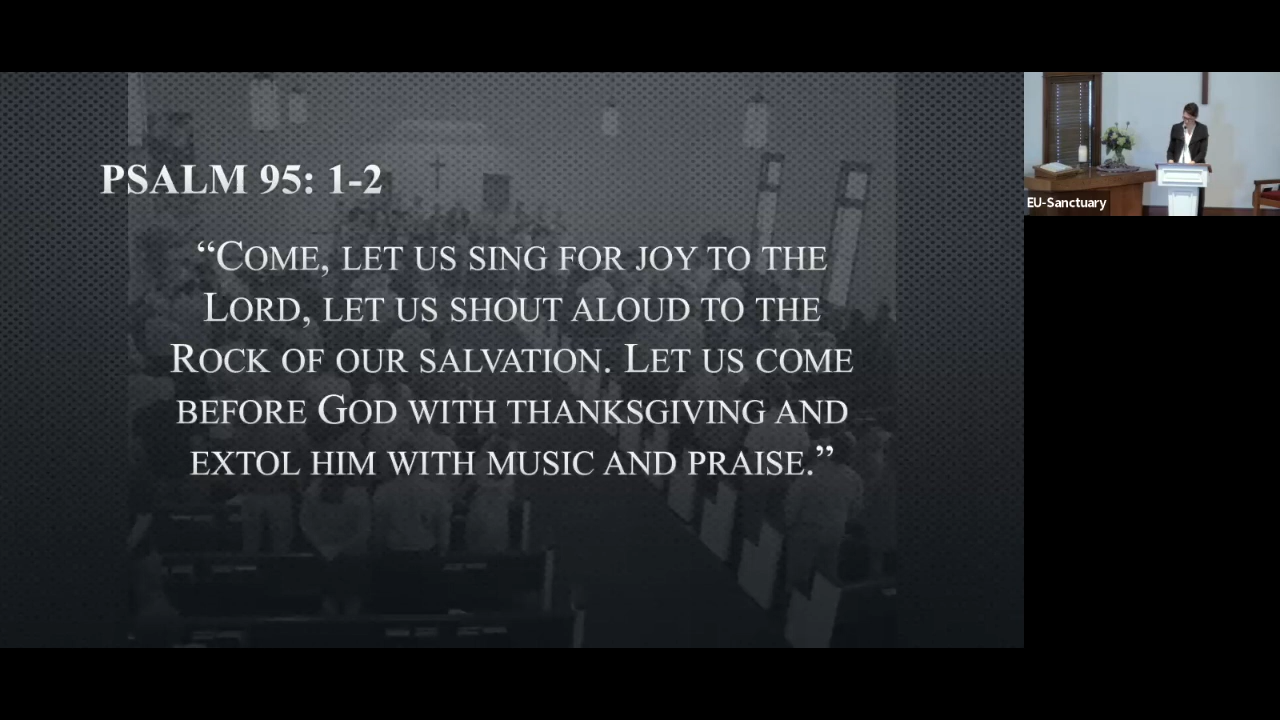 PSALM 95: 1-2
“COME, LET US SING FOR JOY TO THE
LORD, LET US SHOUT ALOUD TO THE
ROCK OF OUR SALVATION. LET US COME
BEFORE GOD WITH THANKSGIVING AND
EXTOL HIM WITH MUSIC AND PRAISE.”
EU-Sanctuary